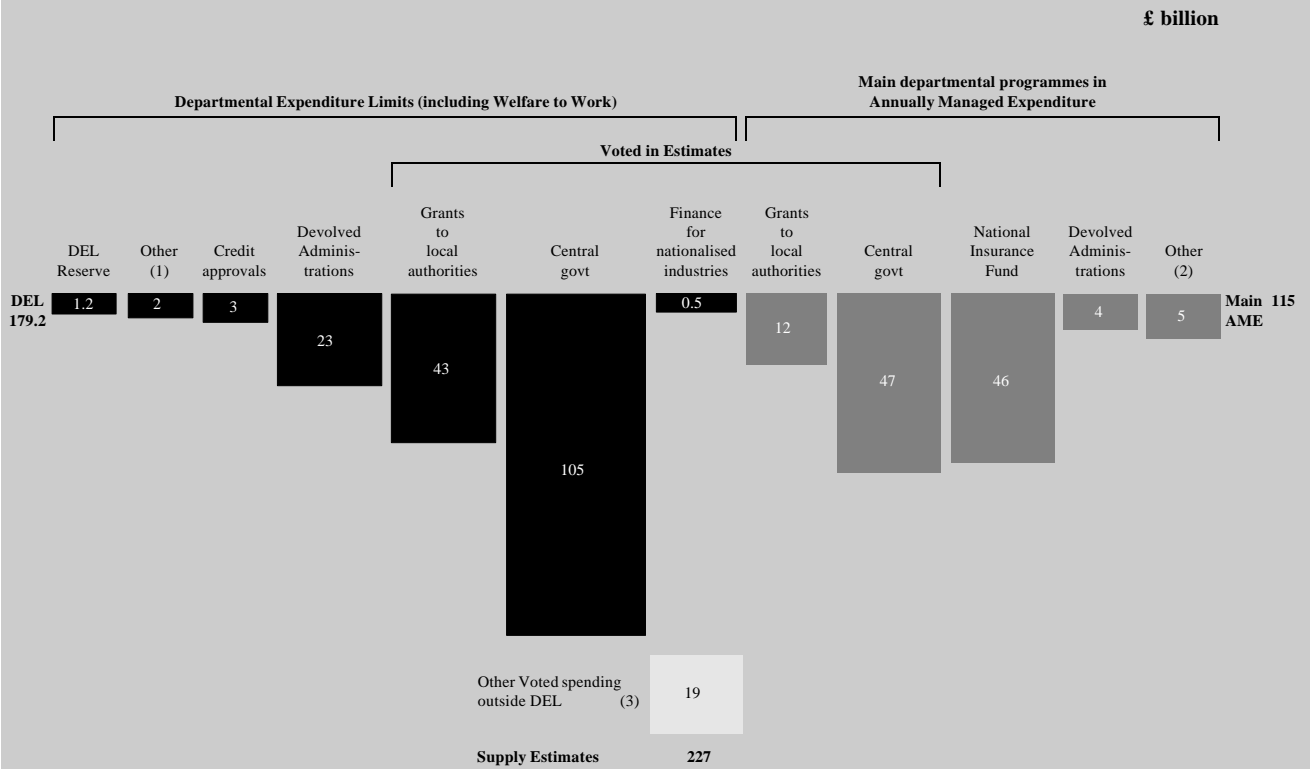 £ billion
Main departmental programmes in
Annually Managed Expenditure
Departmental Expenditure Limits (including Welfare to Work)
Voted in Estimates
DEL
Reserve
Other
(1)
Credit
approvals
Devolved
Adminis-
trations
Grants
to
local
authorities
Central
govt
Finance
for
nationalised
industries
Grants
to
local
authorities
Central
govt
National
Insurance
Fund
Devolved
Adminis-
trations
Other
(2)
DEL
179.2
1.2
2
3
23
43
105
0.5
12
47
46
4
5
Main 115
AME
Other Voted spending
outside DEL (3)
19
Supply Estimates 227